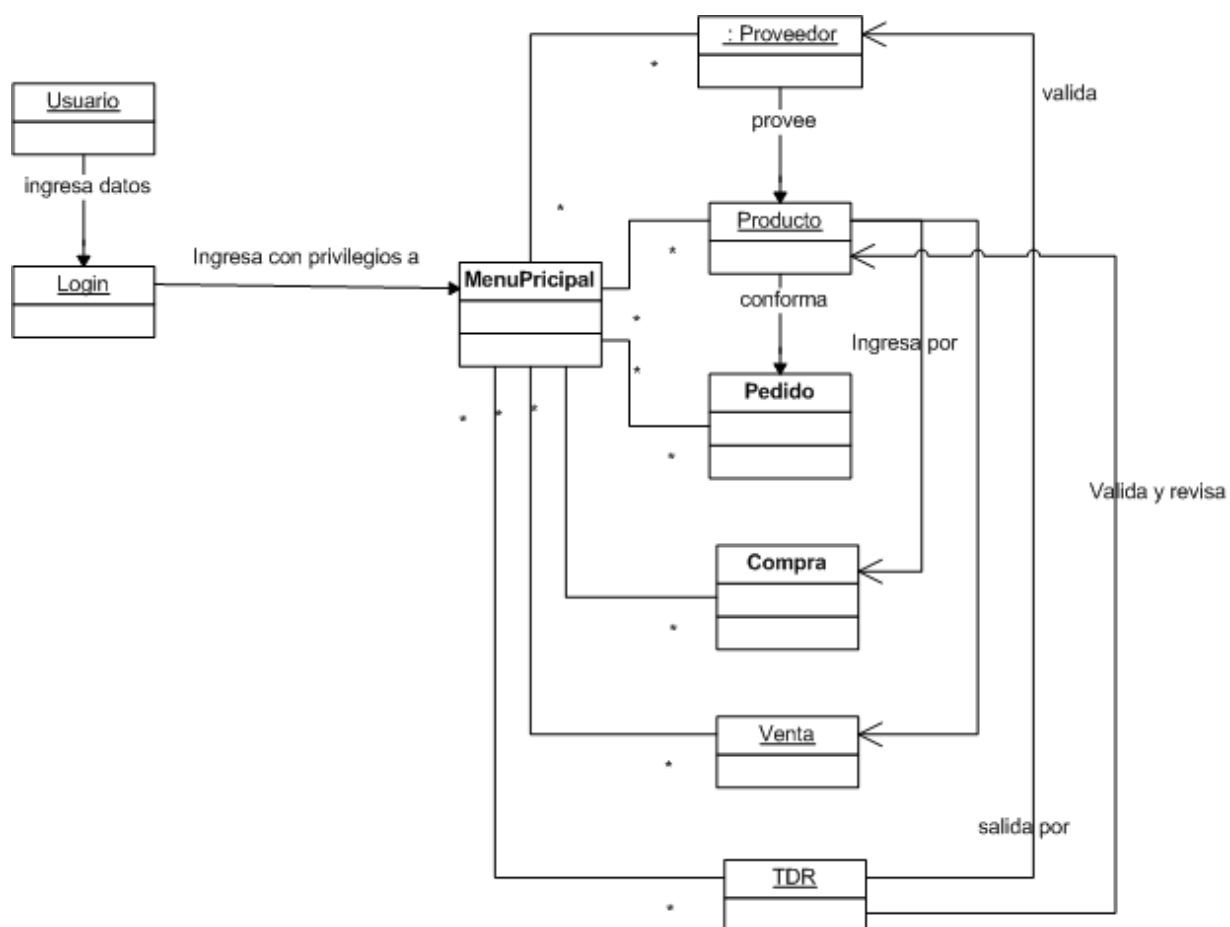 : Proveedor
*
valida
Usuario
provee
ingresa datos
*
Producto
*
Ingresa con privilegios a
MenuPricipal
Login
conforma
*
Ingresa por
*
Pedido
*
*
*
*
Valida y revisa
Compra
*
Venta
*
salida por
TDR
*